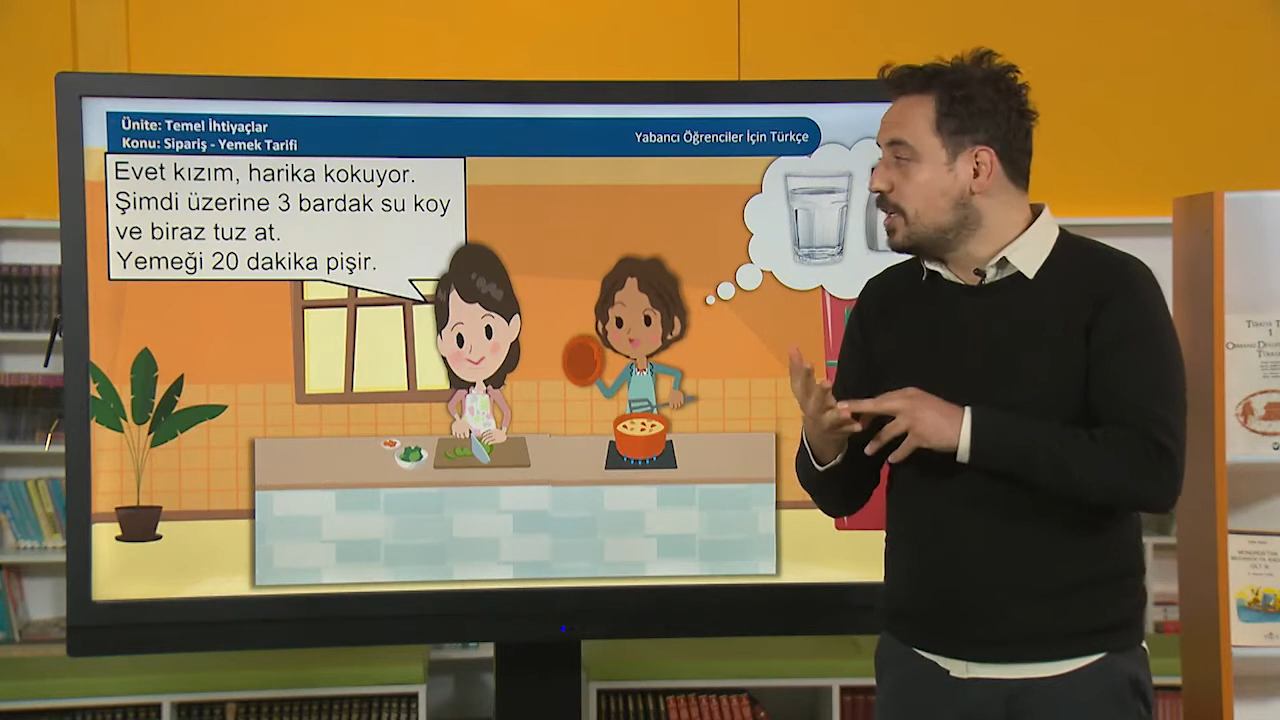 Ünite: Temel İhtiyaçlar
Konu: Sipariş - Yemek Tarifi
Yabancı Öğrenciler İçin Türkçe
Evet kızım, harika kokuyor.
Şimdi üzerine 3 bardak su koy
ve biraz tuz at.
Yemeği 20 dakika pişir.